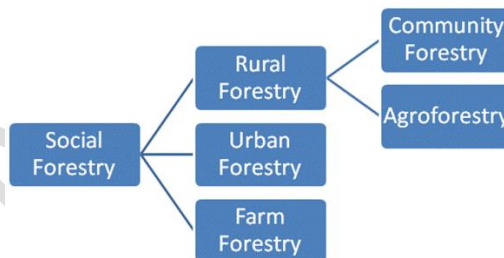 Community
Forestry
Rural
Forestry
Agroforestry
Social
Forestry
Urban
Forestry
Farm
Forestry